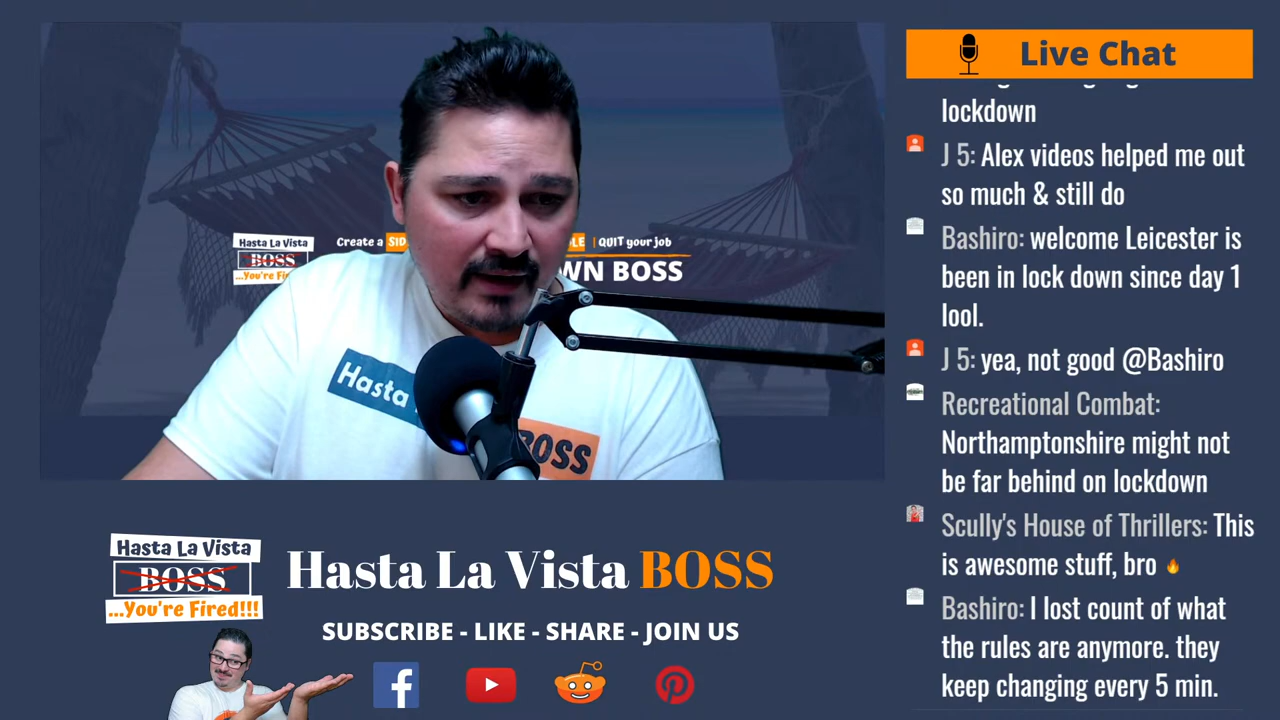 Live Chat
lockdown
J 5: Alex videos helped me out
so much & still do
Bashiro: welcome Leicester is
been in lock down since day 1
lool.
J 5: yea, not good @Bashiro
Recreational Combat:
Northamptonshire might not
be far behind on lockdown
Scully's House of Thrillers: This
is awesome stuff, bro 🔥
Bashiro: I lost count of what
the rules are anymore. they
keep changing every 5 min.
Hasta La Vista
BOSS
Create a SID
LE | QUIT your job
WN BOSS
Hasta
BOSS
Hasta La Vista
BOSS
...You're Fired!!!
Hasta La Vista BOSS
SUBSCRIBE - LIKE - SHARE - JOIN US